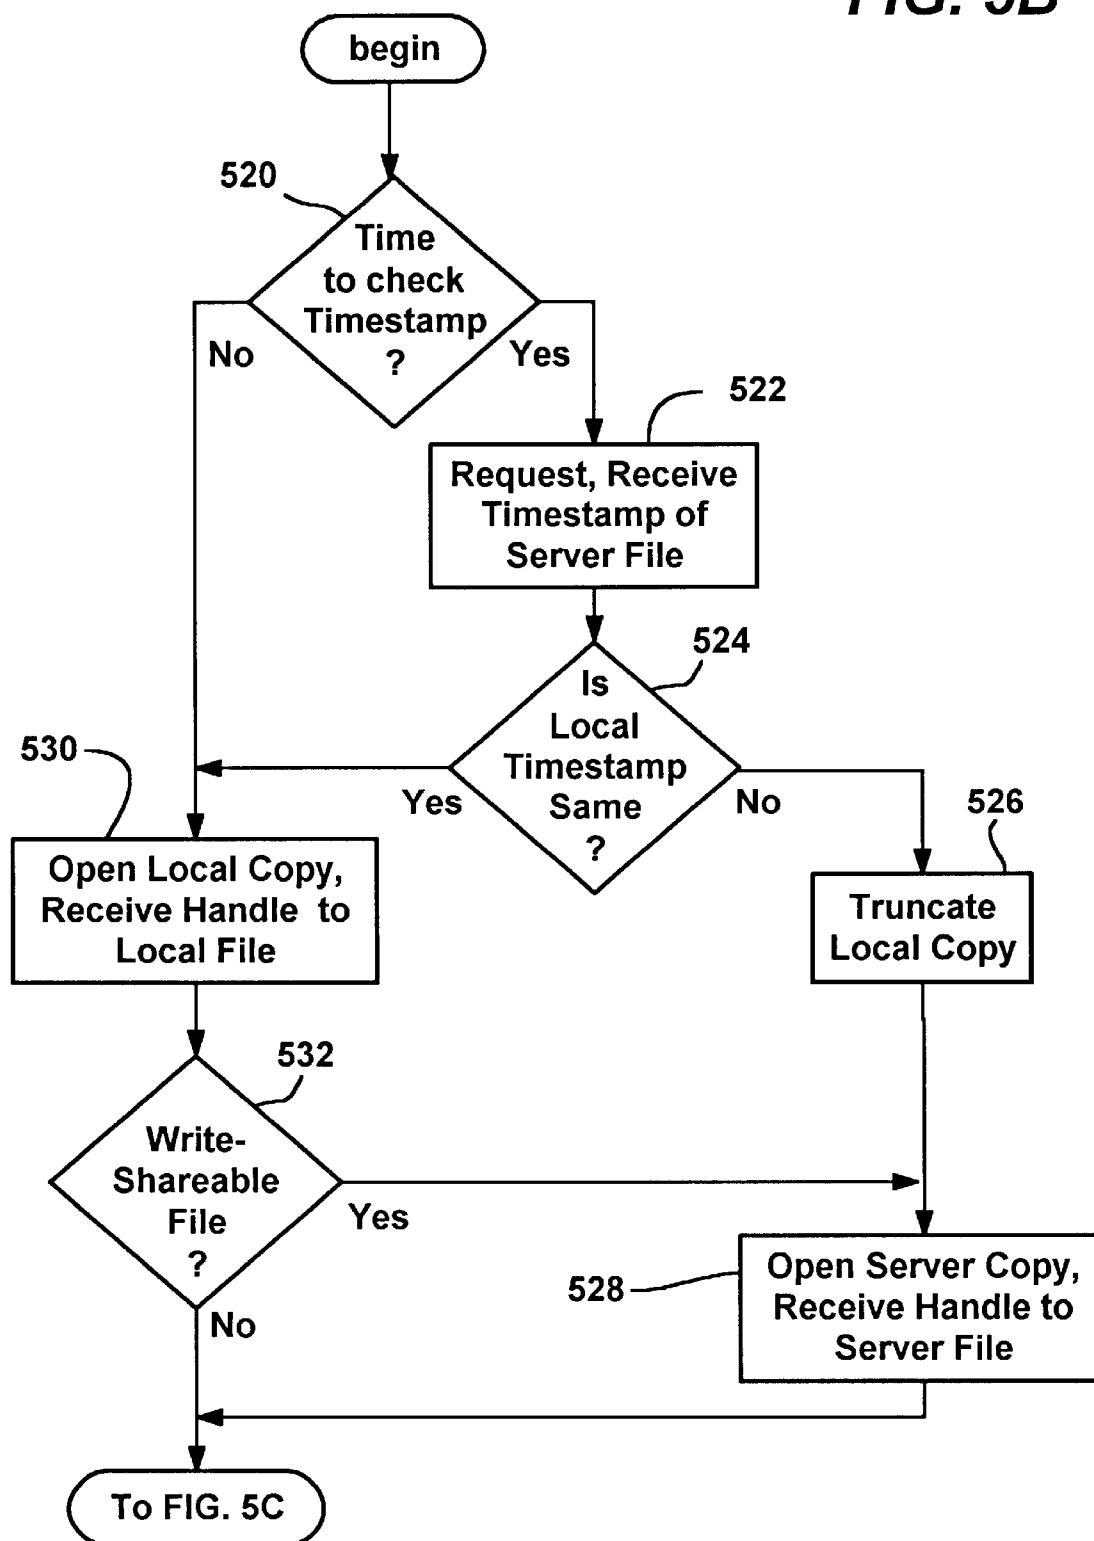 FIG. 5B
begin
520
Time
to check
Timestamp
?
No
Yes
522
Request, Receive
Timestamp of
Server File
524
Is
Local
Timestamp
Same
?
Yes
No
530
526
Open Local Copy,
Receive Handle to
Local File
Truncate
Local Copy
532
Write-
Shareable
File
?
Yes
No
528
Open Server Copy,
Receive Handle to
Server File
To FIG. 5C